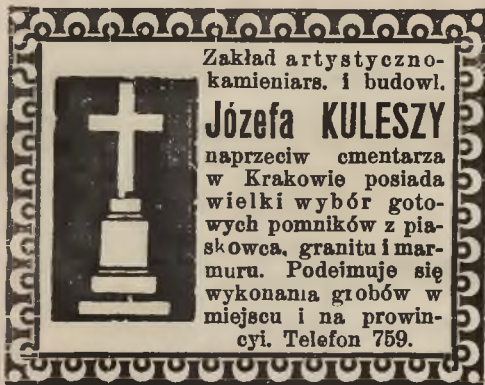 Zakład artystyczno-
kamieniars. i budowl.
Józefa KULESZY
naprzeciw cmentarza
w Krakowie posiada
wielki wybór goto-
wych pomników z pia-
skowca, granitu i mar-
muru. Podeimuje się
wykonania grobów w
miejscu i na prowin-
cyi. Telefon 759.